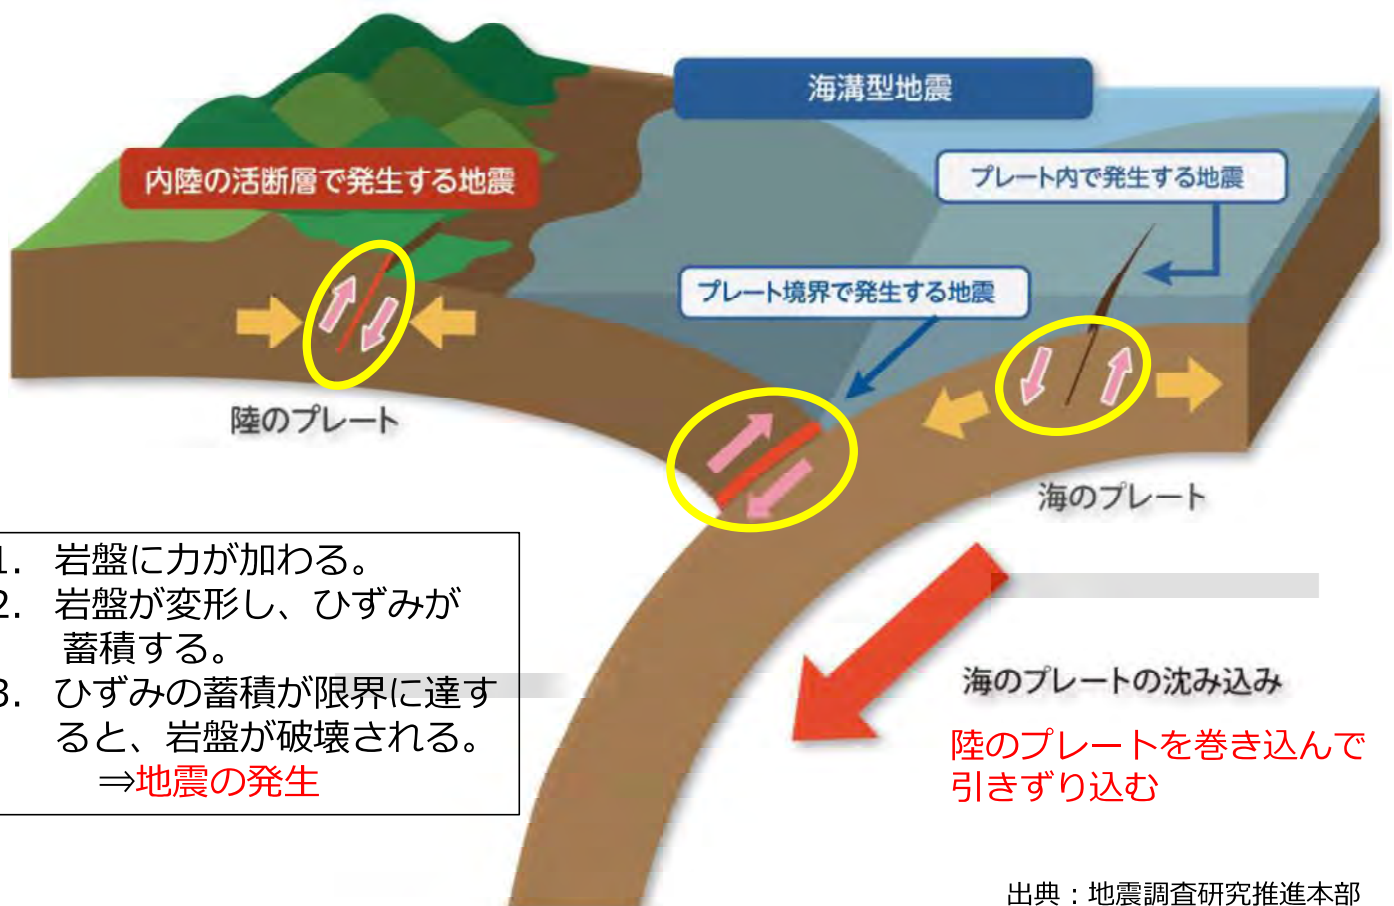 海溝型地震
内陸の活断層で発生する地震
プレート内で発生する地震
プレート境界で発生する地震
陸のプレート
海のプレート
1. 岩盤に力が加わる。
2. 岩盤が変形し、ひずみが
蓄積する。
3. ひずみの蓄積が限界に達す
ると、岩盤が破壊される。
⇒地震の発生
海のプレートの沈み込み
陸のプレートを巻き込んで
引きずり込む
出典：地震調査研究推進本部